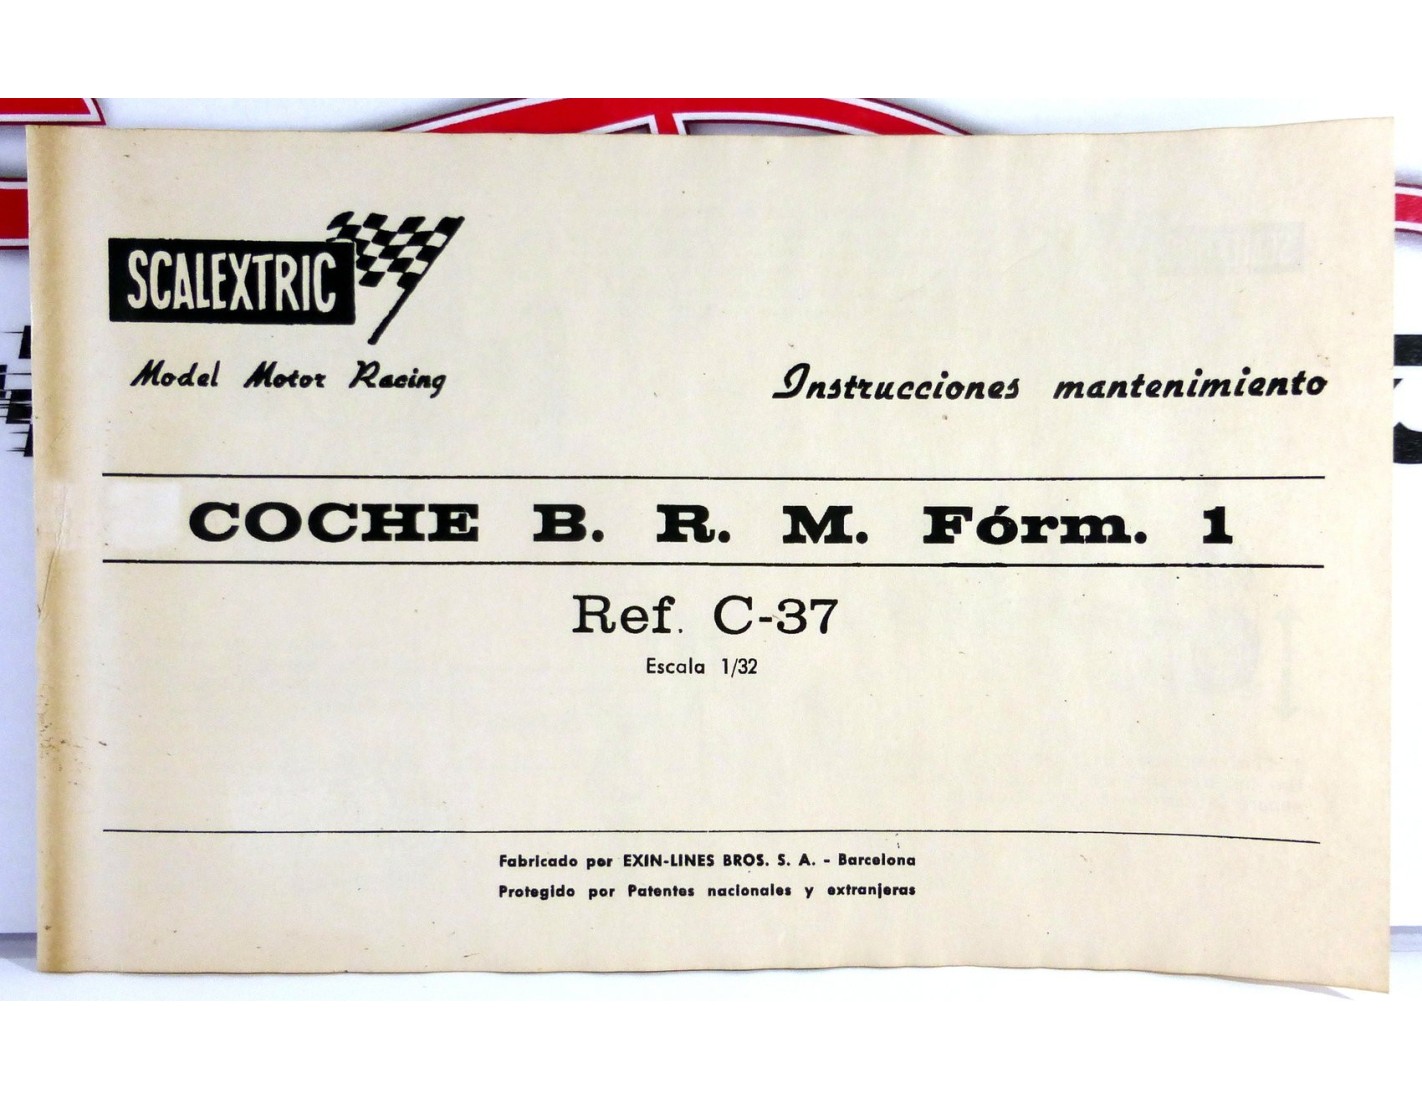 SCALEXTRIC
Model Motor Racing
Instrucciones mantenimiento
COCHE B. R. M. Fórm. 1
Ref. C-37
Escala 1/32
Fabricado por EXIN-LINES BROS. S. A. - Barcelona
Protegido por Patentes nacionales y extranjeras